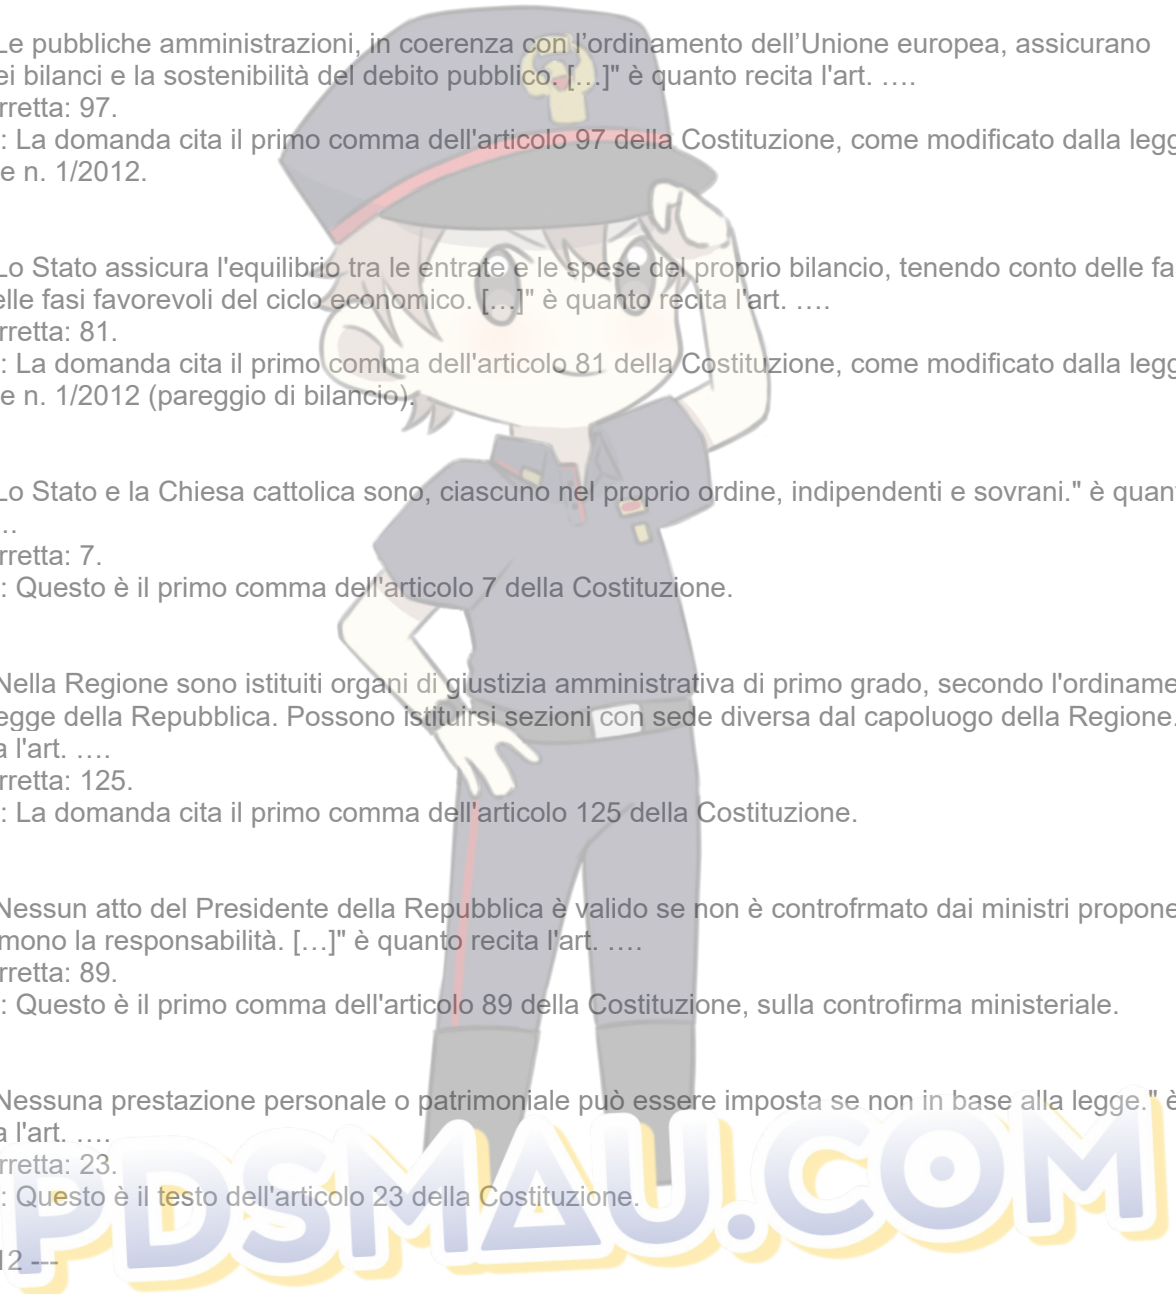 Le pubbliche amministrazioni, in coerenza con l’ordinamento dell’Unione europea, assicurano
ei bilanci e la sostenibilità del debito pubblico. […]" è quanto recita l'art. ….
rretta: 97.
: La domanda cita il primo comma dell'articolo 97 della Costituzione, come modificato dalla legg
e n. 1/2012.
Lo Stato assicura l'equilibrio tra le entrate e le spese del proprio bilancio, tenendo conto delle fa
elle fasi favorevoli del ciclo economico. […]" è quanto recita l'art. ….
rretta: 81.
: La domanda cita il primo comma dell'articolo 81 della Costituzione, come modificato dalla legg
e n. 1/2012 (pareggio di bilancio).
Lo Stato e la Chiesa cattolica sono, ciascuno nel proprio ordine, indipendenti e sovrani." è quan
..
rretta: 7.
: Questo è il primo comma dell'articolo 7 della Costituzione.
Nella Regione sono istituiti organi di giustizia amministrativa di primo grado, secondo l'ordiname
egge della Repubblica. Possono istituirsi sezioni con sede diversa dal capoluogo della Regione.
a l'art. ….
rretta: 125.
: La domanda cita il primo comma dell'articolo 125 della Costituzione.
Nessun atto del Presidente della Repubblica è valido se non è controfrmato dai ministri propone
mono la responsabilità. […]" è quanto recita l'art. ….
rretta: 89.
: Questo è il primo comma dell'articolo 89 della Costituzione, sulla controfirma ministeriale.
Nessuna prestazione personale o patrimoniale può essere imposta se non in base alla legge." è
a l'art. ….
rretta: 23.
: Questo è il testo dell'articolo 23 della Costituzione.
PDSMAU.COM
12 ---